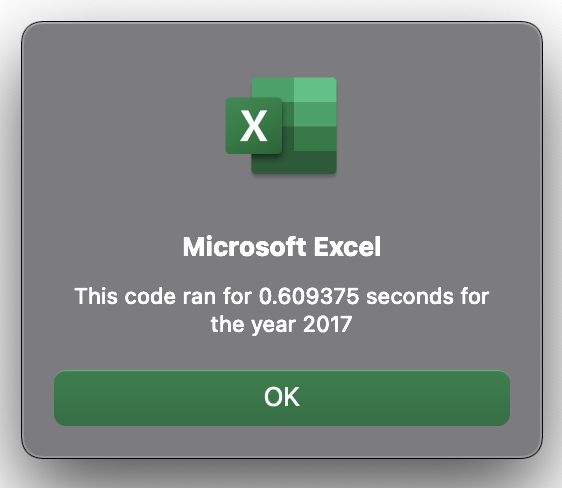 X
Microsoft Excel
This code ran for 0.609375 seconds for
the year 2017
OK